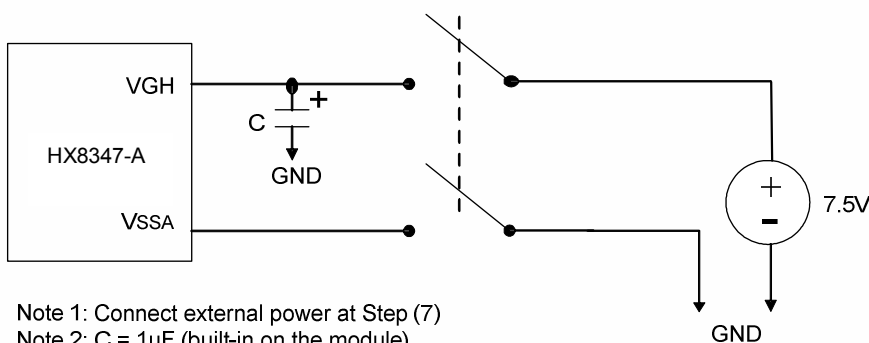 VGH
+
C
HX8347-A
GND
VSSA
+
-
7.5V
GND
Note 1: Connect external power at Step (7)
Note 2: C = 1uF (built-in on the module)